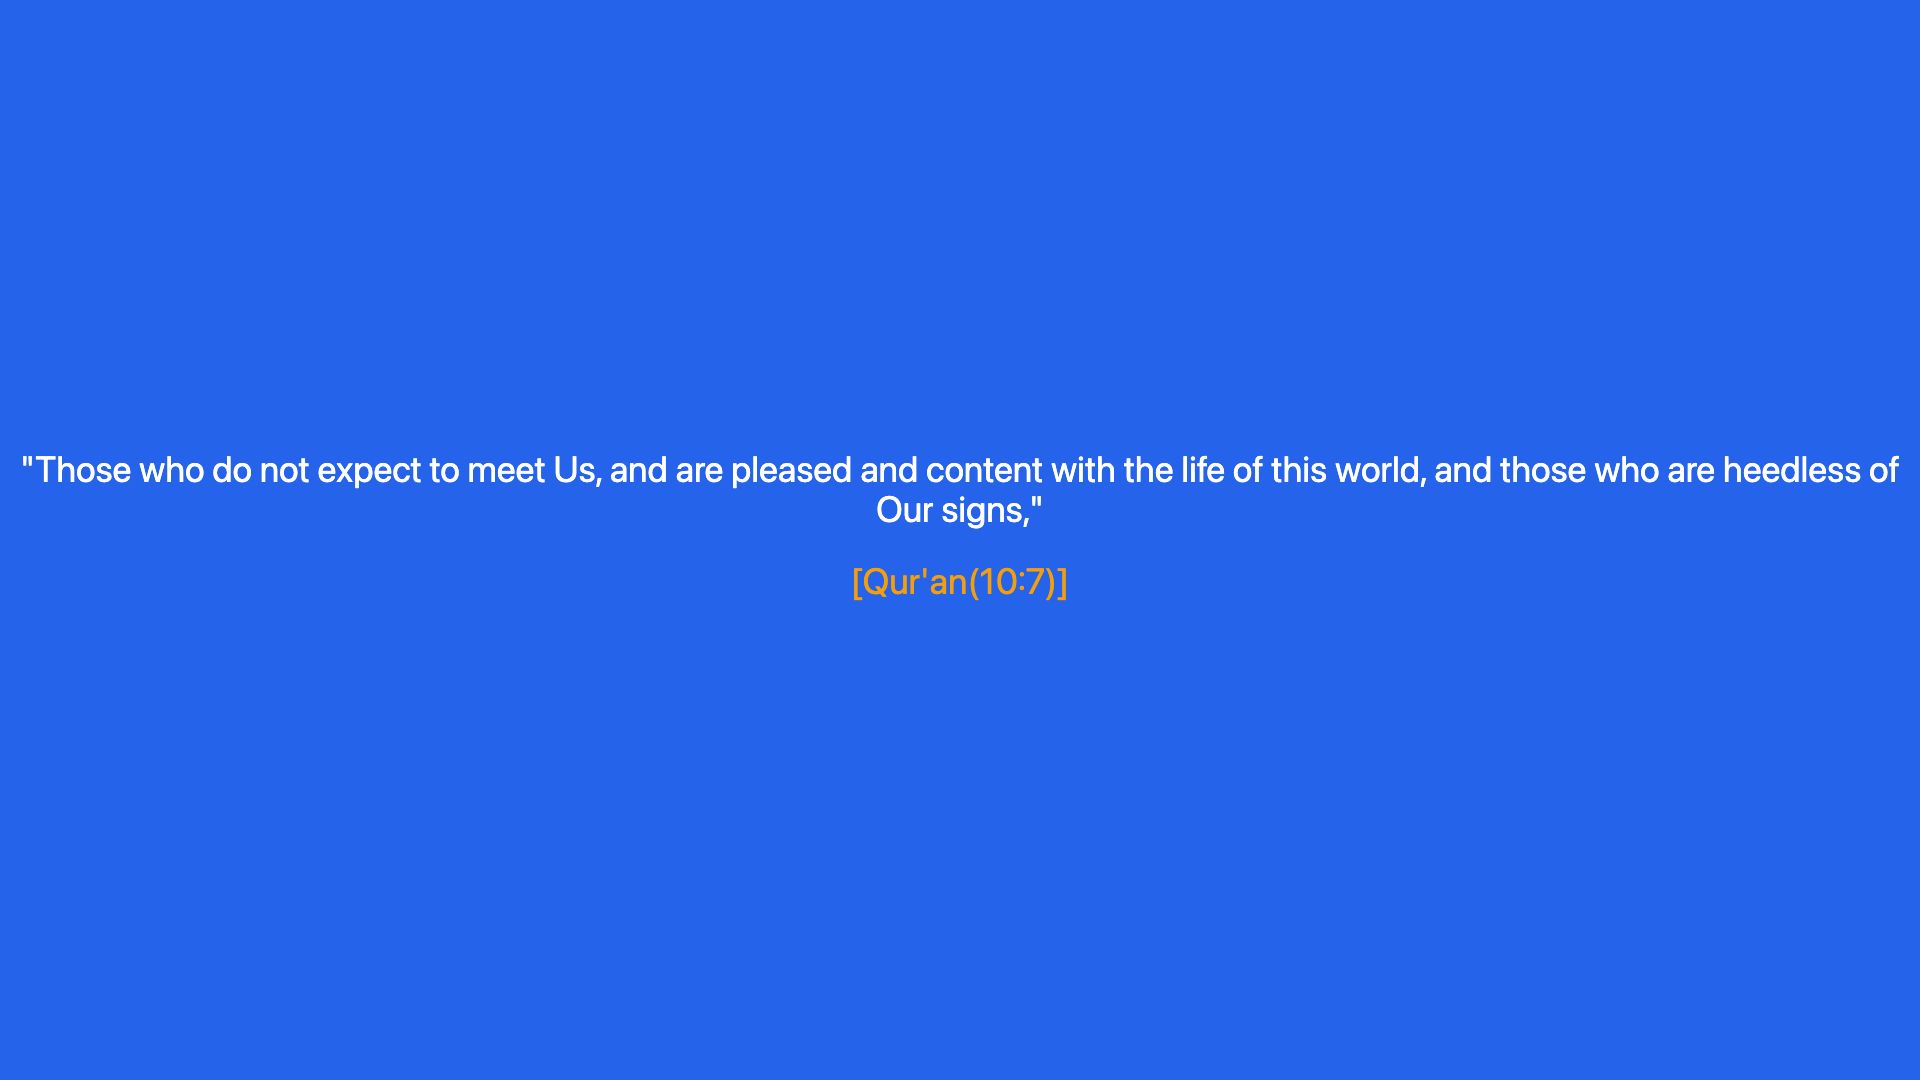 "Those who do not expect to meet Us, and are pleased and content with the life of this world, and those who are heedless of
Our signs,"
[Qur'an(10:7)]